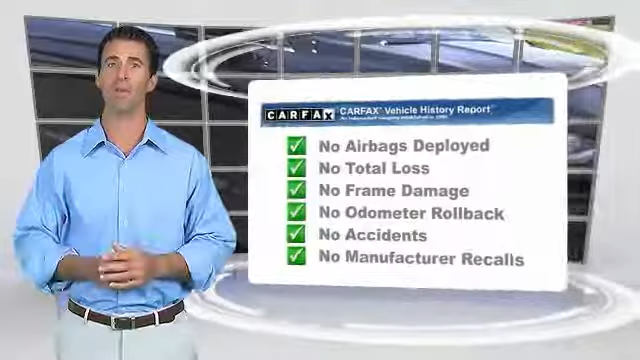 CARFAX CARFAX Vehicle History Report
No Airbags Deployed
No Total Loss
No Frame Damage
No Odometer Rollback
No Accidents
No Manufacturer Recalls